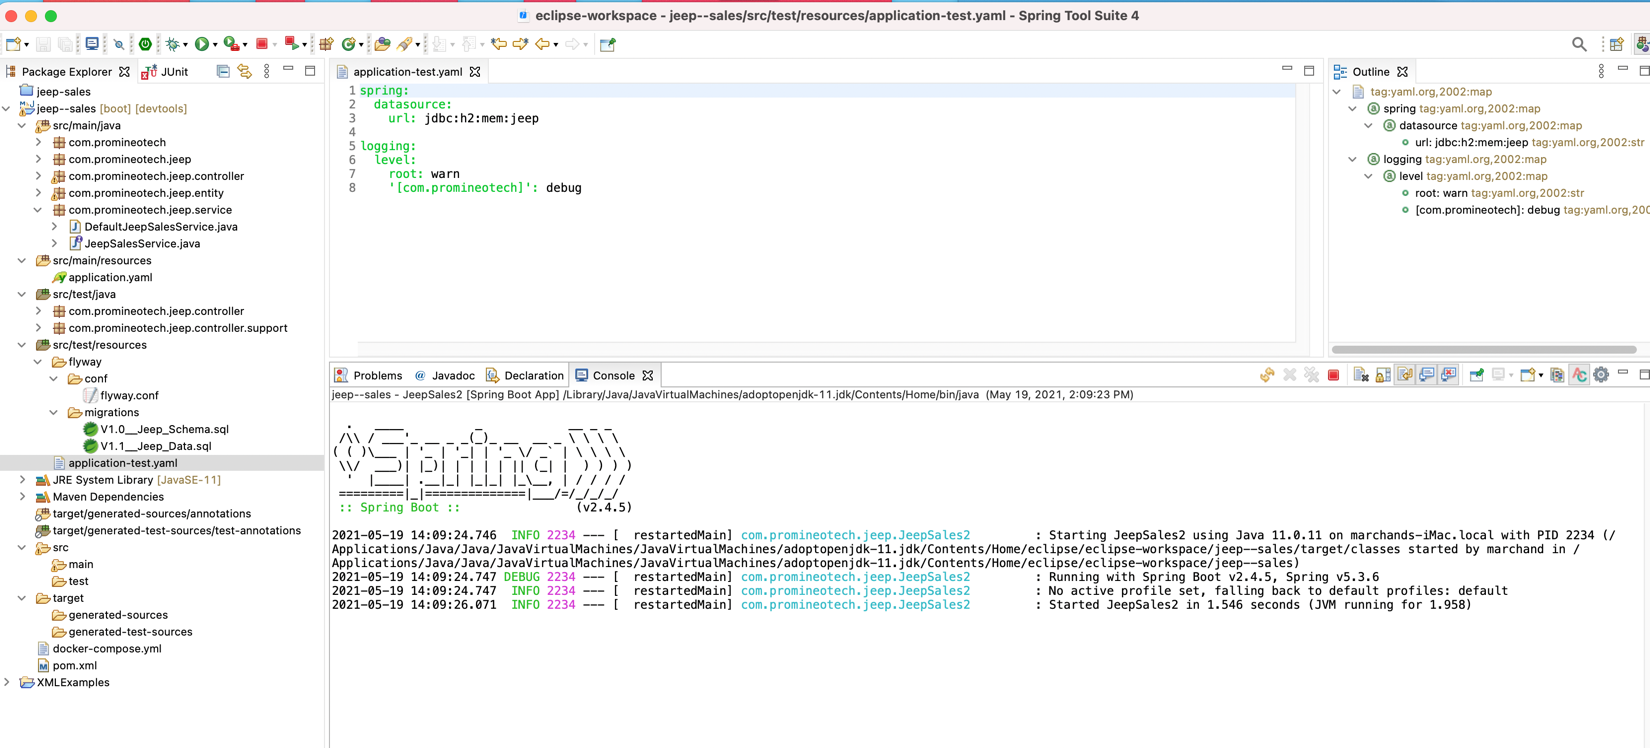 eclipse-workspace - jeep--sales/src/test/resources/application-test.yaml - Spring Tool Suite 4
Package Explorer
JUnit
jeep-sales
jeep--sales [boot] [devtools]
src/main/java
com.promineotech
com.promineotech.jeep
com.promineotech.jeep.controller
com.promineotech.jeep.entity
com.promineotech.jeep.service
DefaultJeepSalesService.java
JeepSalesService.java
src/main/resources
application.yaml
src/test/java
com.promineotech.jeep.controller
com.promineotech.jeep.controller.support
src/test/resources
flyway
conf
flyway.conf
migrations
V1.0__Jeep_Schema.sql
V1.1__Jeep_Data.sql
application-test.yaml
JRE System Library [JavaSE-11]
Maven Dependencies
target/generated-sources/annotations
target/generated-test-sources/test-annotations
src
main
test
target
generated-sources
generated-test-sources
docker-compose.yml
pom.xml
XMLExamples
application-test.yaml
1 spring:
2   datasource:
3     url: jdbc:h2:mem:jeep
4
5 logging:
6   level:
7     root: warn
8     '[com.promineotech]': debug
Outline
tag:yaml.org,2002:map
spring tag:yaml.org,2002:map
datasource tag:yaml.org,2002:map
url: jdbc:h2:mem:jeep tag:yaml.org,2002:str
logging tag:yaml.org,2002:map
level tag:yaml.org,2002:map
root: warn tag:yaml.org,2002:str
[com.promineotech]: debug tag:yaml.org,200
Problems
@ Javadoc
Declaration
Console
jeep--sales - JeepSales2 [Spring Boot App] /Library/Java/JavaVirtualMachines/adoptopenjdk-11.jdk/Contents/Home/bin/java (May 19, 2021, 2:09:23 PM)
  .   ____          _            __ _ _
 /\\ / ___'_ __ _ _(_)_ __  __ _ \ \ \ \
( ( )\___ | '_ | '_| | '_ \/ _` | \ \ \ \
 \\/  ___)| |_)| | | | | || (_| |  ) ) ) )
  '  |____| .__|_| |_|_| |_\__, | / / / /
 =========|_|==============|___/=/_/_/_/
 :: Spring Boot ::                (v2.4.5)
2021-05-19 14:09:24.746  INFO 2234 --- [  restartedMain] com.promineotech.jeep.JeepSales2         : Starting JeepSales2 using Java 11.0.11 on marchands-iMac.local with PID 2234 (/
Applications/Java/Java/JavaVirtualMachines/JavaVirtualMachines/adoptopenjdk-11.jdk/Contents/Home/eclipse/eclipse-workspace/jeep--sales/target/classes started by marchand in /
Applications/Java/Java/JavaVirtualMachines/JavaVirtualMachines/adoptopenjdk-11.jdk/Contents/Home/eclipse/eclipse-workspace/jeep--sales)
2021-05-19 14:09:24.747 DEBUG 2234 --- [  restartedMain] com.promineotech.jeep.JeepSales2         : Running with Spring Boot v2.4.5, Spring v5.3.6
2021-05-19 14:09:24.747  INFO 2234 --- [  restartedMain] com.promineotech.jeep.JeepSales2         : No active profile set, falling back to default profiles: default
2021-05-19 14:09:26.071  INFO 2234 --- [  restartedMain] com.promineotech.jeep.JeepSales2         : Started JeepSales2 in 1.546 seconds (JVM running for 1.958)